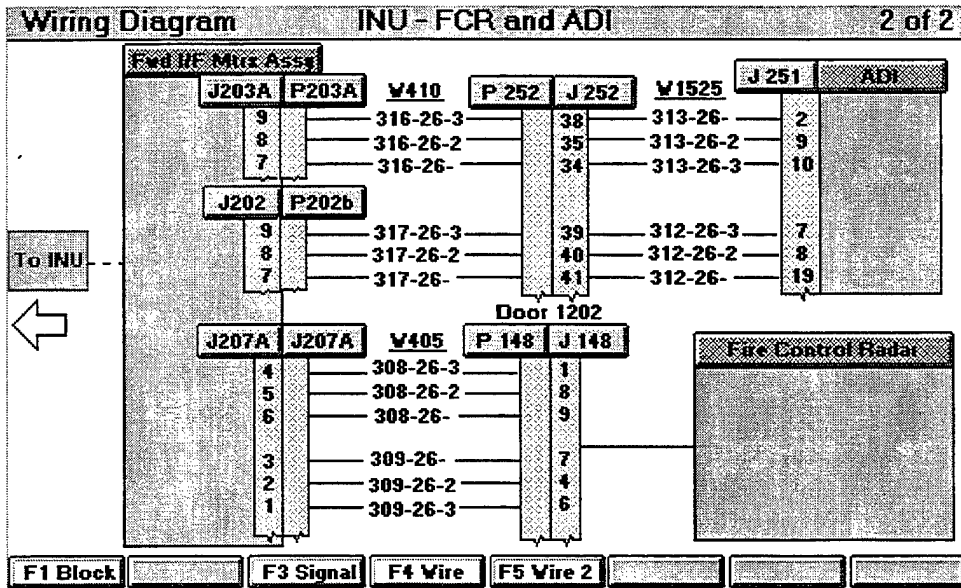 Wiring Diagram INU - FCR and ADI 2 of 2
Fwd I/F Mtrx Assy
J 251 ADI
J203A P203A W410 P 252 J 252 W1525
9 316-26-3 38 313-26- 2
8 316-26-2 35 313-26-2 9
7 316-26- 34 313-26-3 10
J202 P202b
9 317-26-3 39 312-26-3 7
8 317-26-2 40 312-26-2 8
7 317-26- 41 312-26- 19
To INU
Door 1202
J207A J207A W405 P 148 J 148
Fire Control Radar
4 308-26-3 1
5 308-26-2 8
6 308-26- 9
3 309-26- 7
2 309-26-2 4
1 309-26-3 6
F1 Block F3 Signal F4 Wire F5 Wire 2